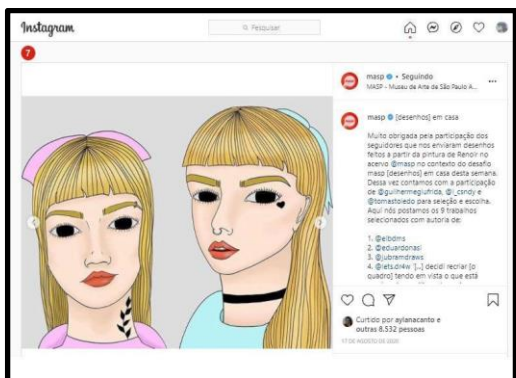 Instagram
Pesquisar
7
masp • Seguindo
MASP - Museu de Arte de São Paulo A...
masp [desenhos] em casa
Muito obrigada pela participação dos
seguidores que nos enviaram desenhos
feitos a partir da pintura de Renoir no
acervo @masp no contexto do desafio
masp [desenhos] em casa desta semana.
Dessa vez contamos com a participação
de @guilhermegiufrida, @i_csndy e
@tomastoledo para seleção e escolha.
Aqui nós postamos os 9 trabalhos
selecionados com autoria de:
1. @elbdms
2. @eduardonasi
3. @jubramdraws
4. @lets.dr4w '[...] decidi recriar [o
quadro] tendo em vista o que está
Curtido por aylanacanto e
outras 8.532 pessoas
17 DE AGOSTO DE 2020